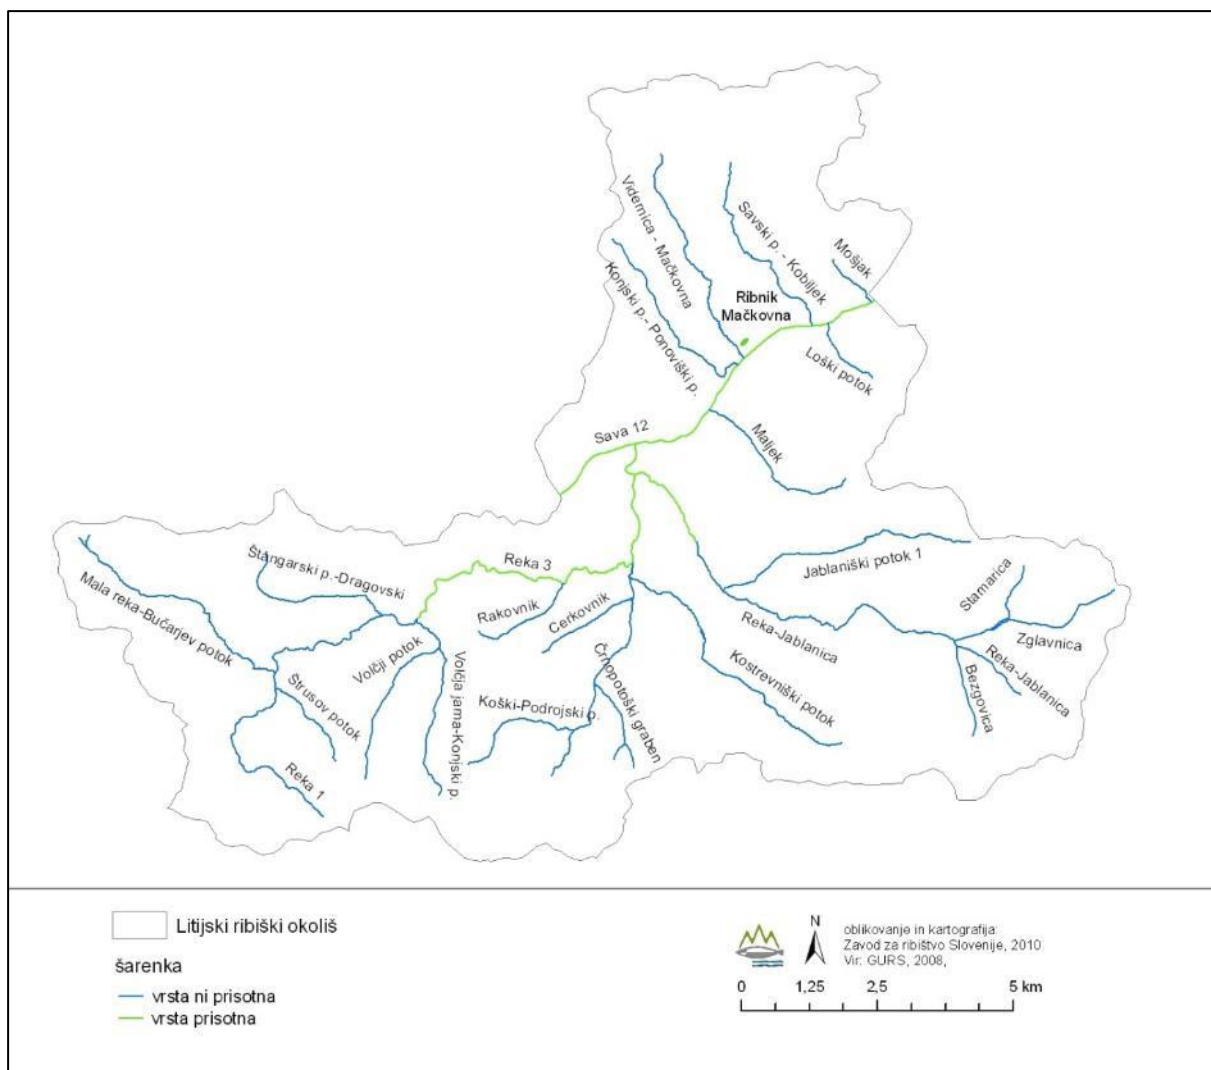 Vidernica - Mačkovna
Savski p. - Kobiljek
Mošjak
Konjski p.- Ponoviški p.
Ribnik
Mačkovna
Loški potok
Sava 12
Maljek
Štangarski p.-Dragovski
Reka 3
Jablaniški potok 1
Mala reka-Bučarjev potok
Rakovnik
Cerkovnik
Stamarica
Zglavnica
Reka-Jablanica
Reka-Jablanica
Bezgovica
Volčji potok
Volčja jama-Konjski p.
Črnopotoški graben
Kostrevniški potok
Štrusov potok
Koški-Podrojski p.
Reka 1
Litijski ribiški okoliš
šarenka
vrsta ni prisotna
vrsta prisotna
N
oblikovanje in kartografija:
Zavod za ribištvo Slovenije, 2010
Vir: GURS, 2008,
0 1,25 2,5 5 km